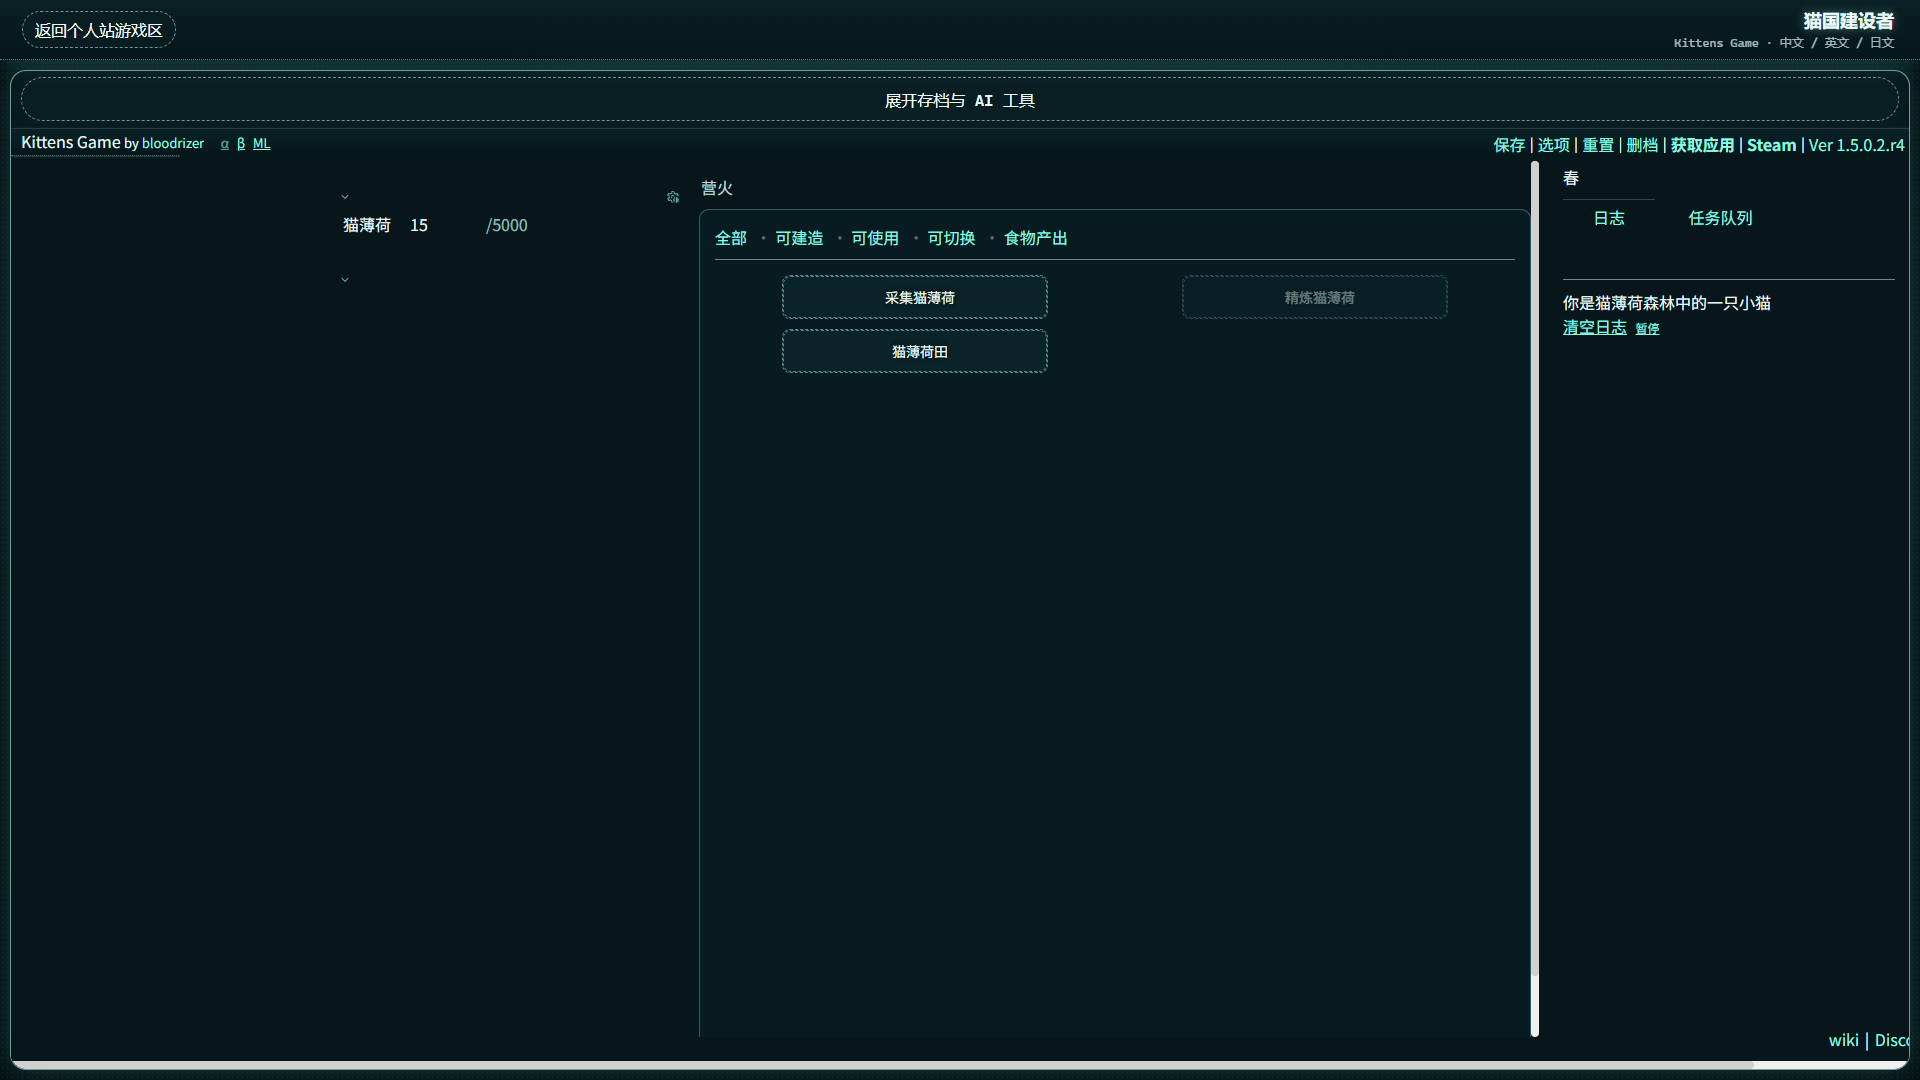 返回个人站游戏区
猫国建设者
Kittens Game · 中文 / 英文 / 日文
展开存档与 AI 工具
Kittens Game by bloodrizer α β ML
保存 | 选项 | 重置 | 删档 | 获取应用 | Steam | Ver 1.5.0.2.r4
猫薄荷 15 /5000
营火
全部 • 可建造 • 可使用 • 可切换 • 食物产出
采集猫薄荷 精炼猫薄荷
猫薄荷田
春
日志 任务队列
你是猫薄荷森林中的一只小猫
清空日志 暂停
wiki | Disco